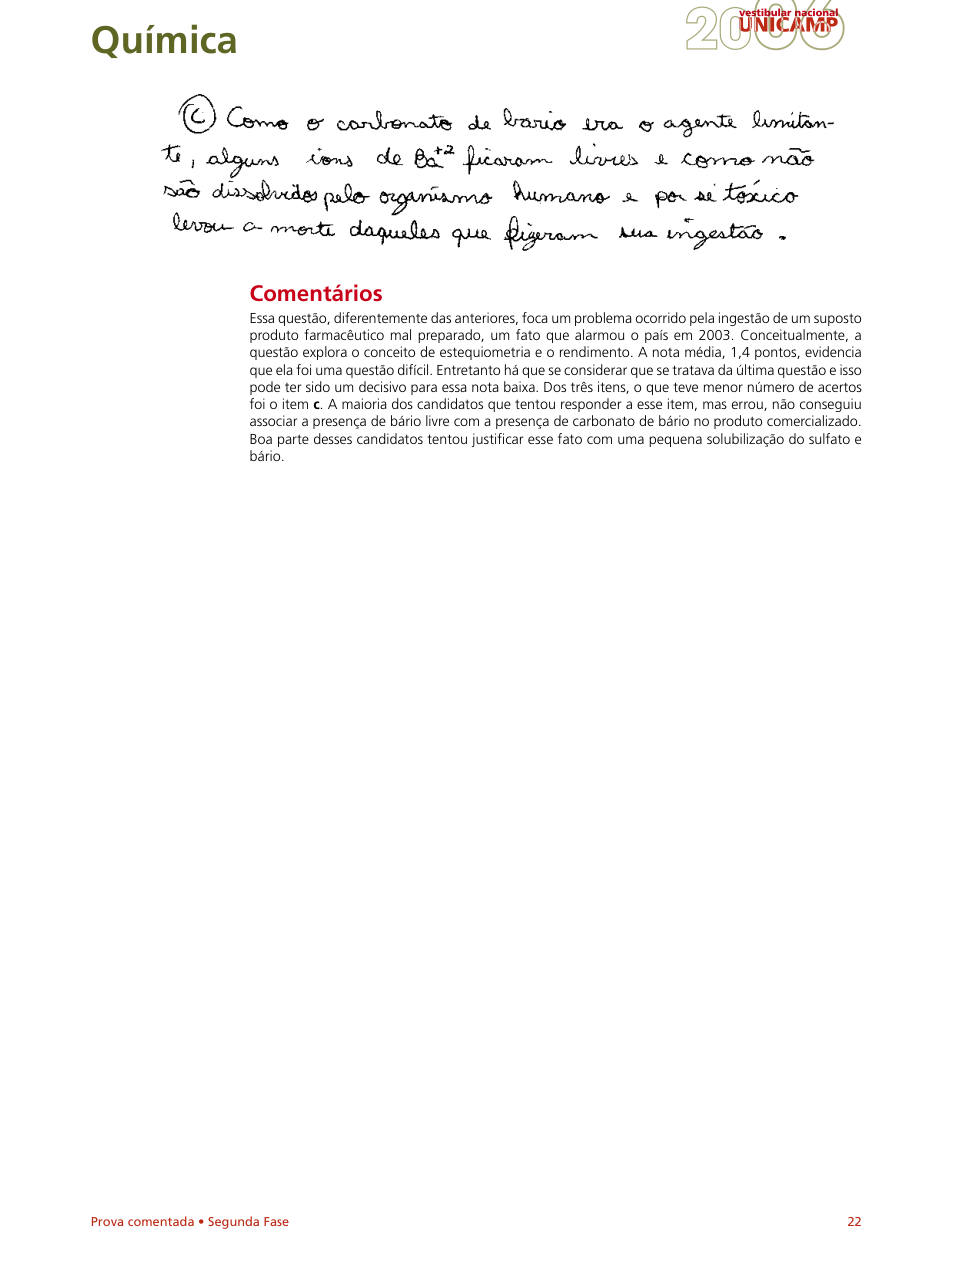 Química
2006
vestibular nacional
UNICAMP
c) Como o carbonato de bario era o agente limitan-
te, alguns íons de Ba+2 ficaram livres e como não
são dissolvidos pelo organismo humano e por si tóxico
levou a morte daqueles que fizeram sua ingestão.
Comentários
Essa questão, diferentemente das anteriores, foca um problema ocorrido pela ingestão de um suposto
produto farmacêutico mal preparado, um fato que alarmou o país em 2003. Conceitualmente, a
questão explora o conceito de estequiometria e o rendimento. A nota média, 1,4 pontos, evidencia
que ela foi uma questão difícil. Entretanto há que se considerar que se tratava da última questão e isso
pode ter sido um decisivo para essa nota baixa. Dos três itens, o que teve menor número de acertos
foi o item c. A maioria dos candidatos que tentou responder a esse item, mas errou, não conseguiu
associar a presença de bário livre com a presença de carbonato de bário no produto comercializado.
Boa parte desses candidatos tentou justificar esse fato com uma pequena solubilização do sulfato e
bário.
Prova comentada • Segunda Fase
22